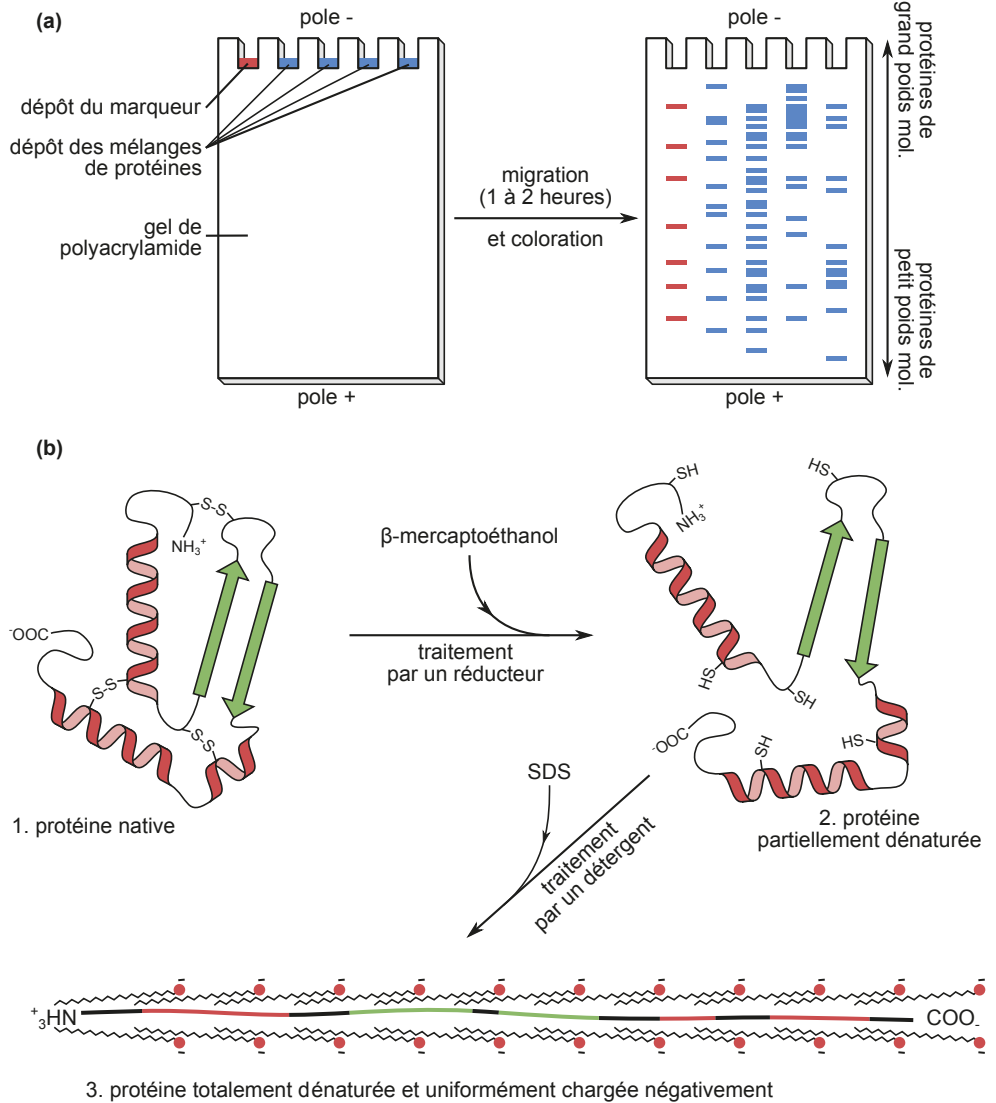 (a)
pole -
dépôt du marqueur
dépôt des mélanges
de protéines
gel de
polyacrylamide
pole +
migration
(1 à 2 heures)
et coloration
pole -
protéines de
grand poids mol.
protéines de
petit poids mol.
pole +
(b)
S-S
NH₃⁺
⁻OOC
S-S
S-S
1. protéine native
β-mercaptoéthanol
traitement
par un réducteur
SH
NH₃⁺
HS
HS
SH
⁻OOC
SH
HS
2. protéine
partiellement dénaturée
SDS
traitement
par un détergent
⁺₃HN
COO-
3. protéine totalement dénaturée et uniformément chargée négativement